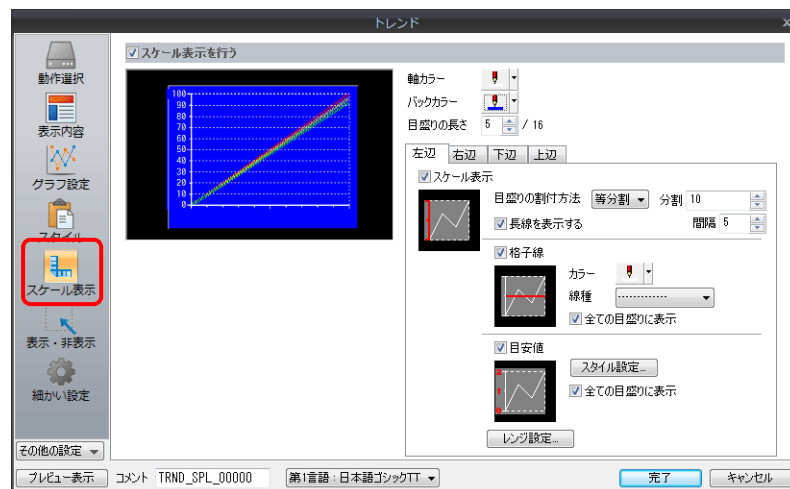 トレンド
動作選択
表示内容
グラフ設定
スタイル
スケール表示
表示・非表示
細かい設定
その他の設定
スケール表示を行う
100
90
80
70
60
50
40
30
20
10
0
軸カラー
バックカラー
目盛りの長さ 5 / 16
左辺 右辺 下辺 上辺
スケール表示
目盛りの割付方法 等分割 分割 10
長線を表示する 間隔 5
格子線
カラー
線種
全ての目盛りに表示
目安値
2
1
0
スタイル設定...
全ての目盛りに表示
レンジ設定...
プレビュー表示 コメント TRND_SPL_00000 第1言語：日本語ゴシックTT 完了 キャンセル